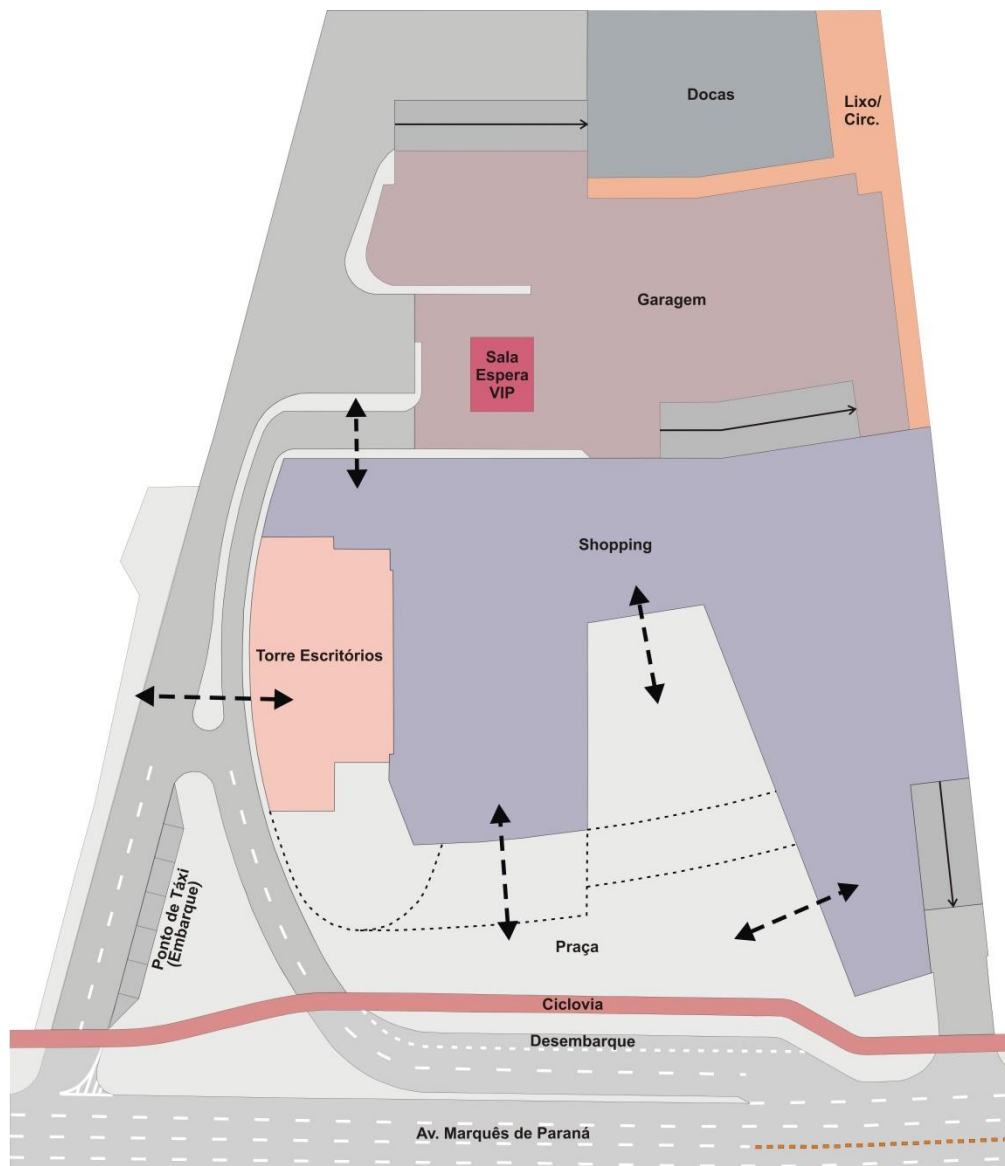 Docas
Lixo/
Circ.
Garagem
Sala
Espera
VIP
Shopping
Torre Escritórios
Ponto de Táxi
(Embarque)
Praça
Ciclovia
Desembarque
Av. Marquês de Paraná